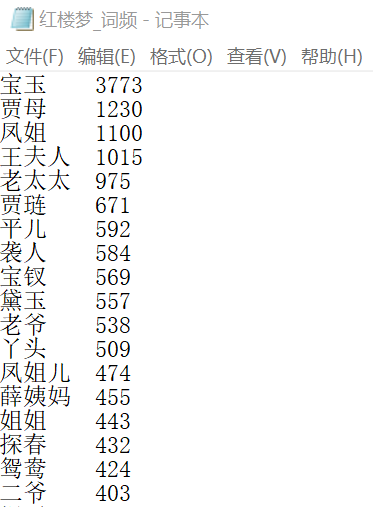 红楼梦_词频 - 记事本
文件(F) 编辑(E) 格式(O) 查看(V) 帮助(H)
宝玉 3773
贾母 1230
凤姐 1100
王夫人 1015
老太太 975
贾琏 671
平儿 592
袭人 584
宝钗 569
黛玉 557
老爷 538
丫头 509
凤姐儿 474
薛姨妈 455
姐姐 443
探春 432
鸳鸯 424
二爷 403